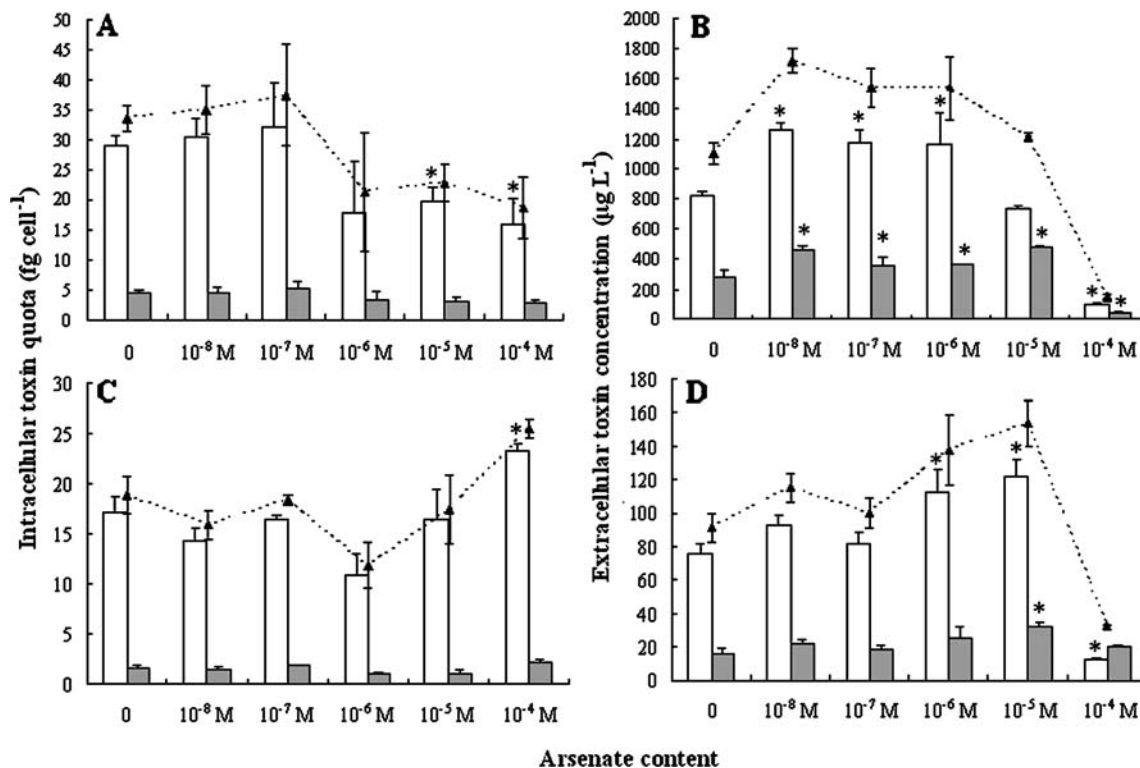 A
50
45
40
35
30
25
20
15
10
5
0
*
*
0
10⁻⁸ M
10⁻⁷ M
10⁻⁶ M
10⁻⁵ M
10⁻⁴ M
B
2000
1800
1600
1400
1200
1000
800
600
400
200
0
* * *
* * * *
* *
0
10⁻⁸ M
10⁻⁷ M
10⁻⁶ M
10⁻⁵ M
10⁻⁴ M
Intracellular toxin quota (fg cell⁻¹)
Extracellular toxin concentration (µg L⁻¹)
C
30
25
20
15
10
5
0
*
0
10⁻⁸ M
10⁻⁷ M
10⁻⁶ M
10⁻⁵ M
10⁻⁴ M
D
180
160
140
120
100
80
60
40
20
0
* *
*
*
0
10⁻⁸ M
10⁻⁷ M
10⁻⁶ M
10⁻⁵ M
10⁻⁴ M
Arsenate content